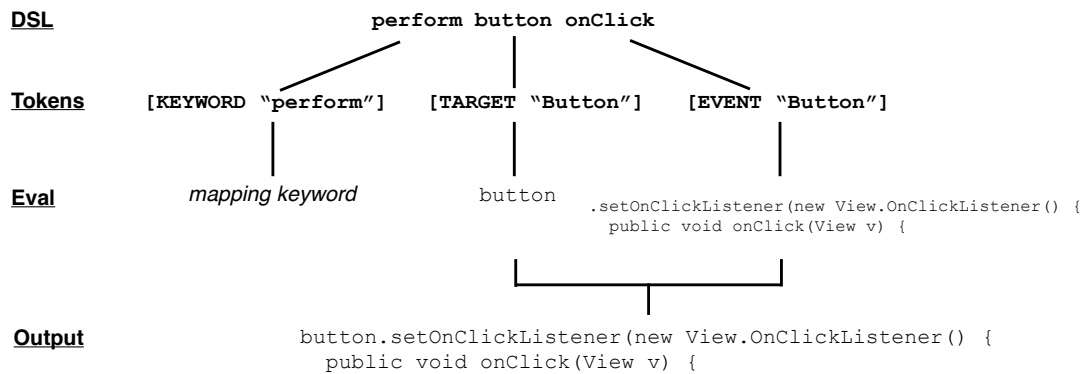 DSL perform button onClick
Tokens [KEYWORD “perform”] [TARGET “Button”] [EVENT “Button”]
Eval mapping keyword button .setOnClickListener(new View.OnClickListener() {
public void onClick(View v) {
Output button.setOnClickListener(new View.OnClickListener() {
public void onClick(View v) {